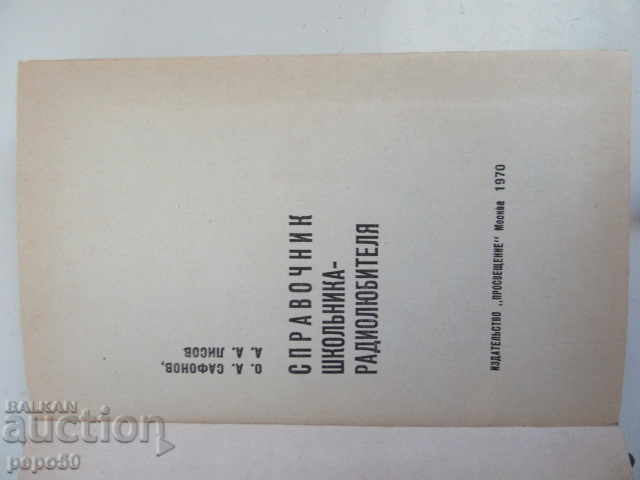 О. А. САФОНОВ,
А. А. ЛИСОВ
СПРАВОЧНИК
ШКОЛЬНИКА-
РАДИОЛЮБИТЕЛЯ
ИЗДАТЕЛЬСТВО „ПРОСВЕЩЕНИЕ" Москва 1970
BALKAN
auction
popo50